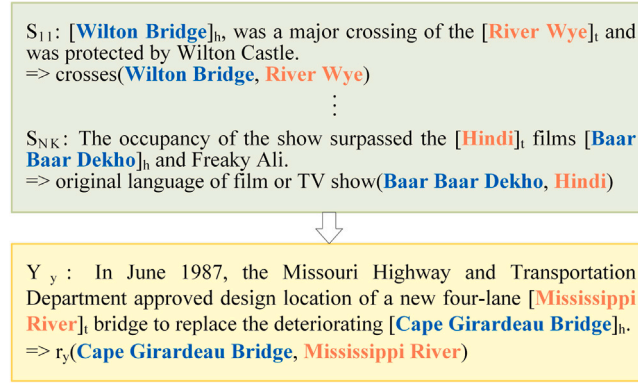 S11: [Wilton Bridge]h, was a major crossing of the [River Wye]t and
was protected by Wilton Castle.
=> crosses(Wilton Bridge, River Wye)
⋮
SNK: The occupancy of the show surpassed the [Hindi]t films [Baar
Baar Dekho]h and Freaky Ali.
=> original language of film or TV show(Baar Baar Dekho, Hindi)
Y y : In June 1987, the Missouri Highway and Transportation
Department approved design location of a new four-lane [Mississippi
River]t bridge to replace the deteriorating [Cape Girardeau Bridge]h.
=> ry(Cape Girardeau Bridge, Mississippi River)